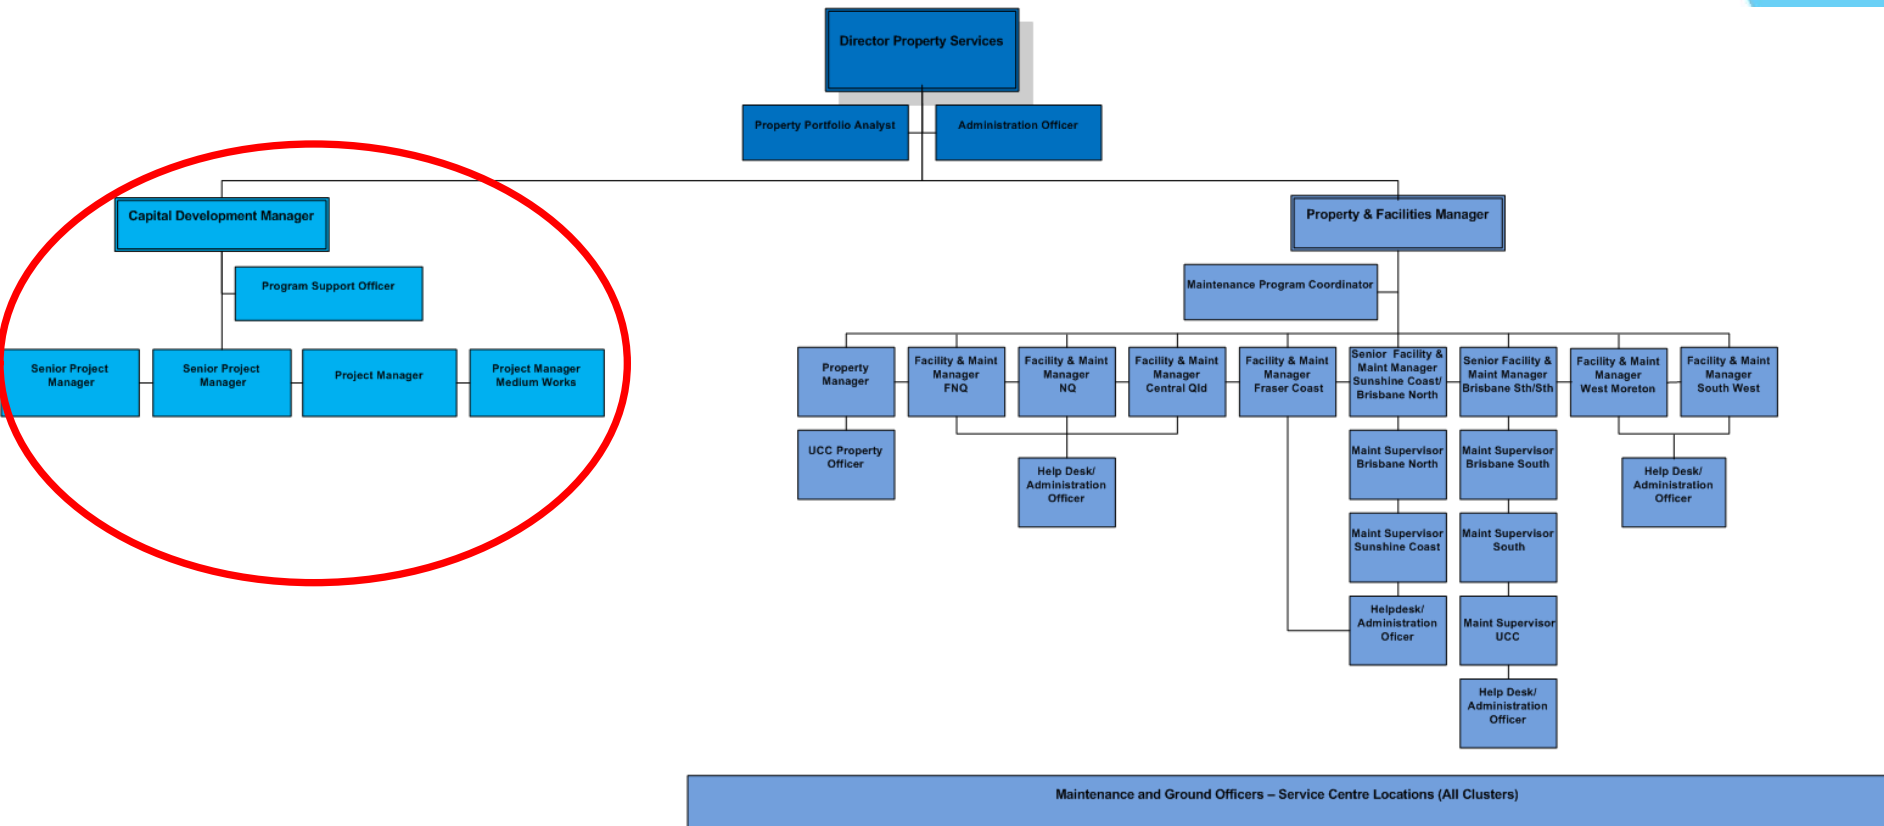 Director Property Services
Property Portfolio Analyst
Administration Officer
Capital Development Manager
Property & Facilities Manager
Program Support Officer
Maintenance Program Coordinator
Senior Project
Manager
Senior Project
Manager
Project Manager
Project Manager
Medium Works
Property
Manager
Facility & Maint
Manager
FNQ
Facility & Maint
Manager
NQ
Facility & Maint
Manager
Central Qld
Facility & Maint
Manager
Fraser Coast
Senior Facility &
Maint Manager
Sunshine Coast/
Brisbane North
Senior Facility &
Maint Manager
Brisbane Sth/Sth
Facility & Maint
Manager
West Moreton
Facility & Maint
Manager
South West
UCC Property
Officer
Help Desk/
Administration
Officer
Maint Supervisor
Brisbane North
Maint Supervisor
Brisbane South
Help Desk/
Administration
Officer
Maint Supervisor
Sunshine Coast
Maint Supervisor
South
Helpdesk/
Administration
Oficer
Maint Supervisor
UCC
Help Desk/
Administration
Officer
Maintenance and Ground Officers – Service Centre Locations (All Clusters)